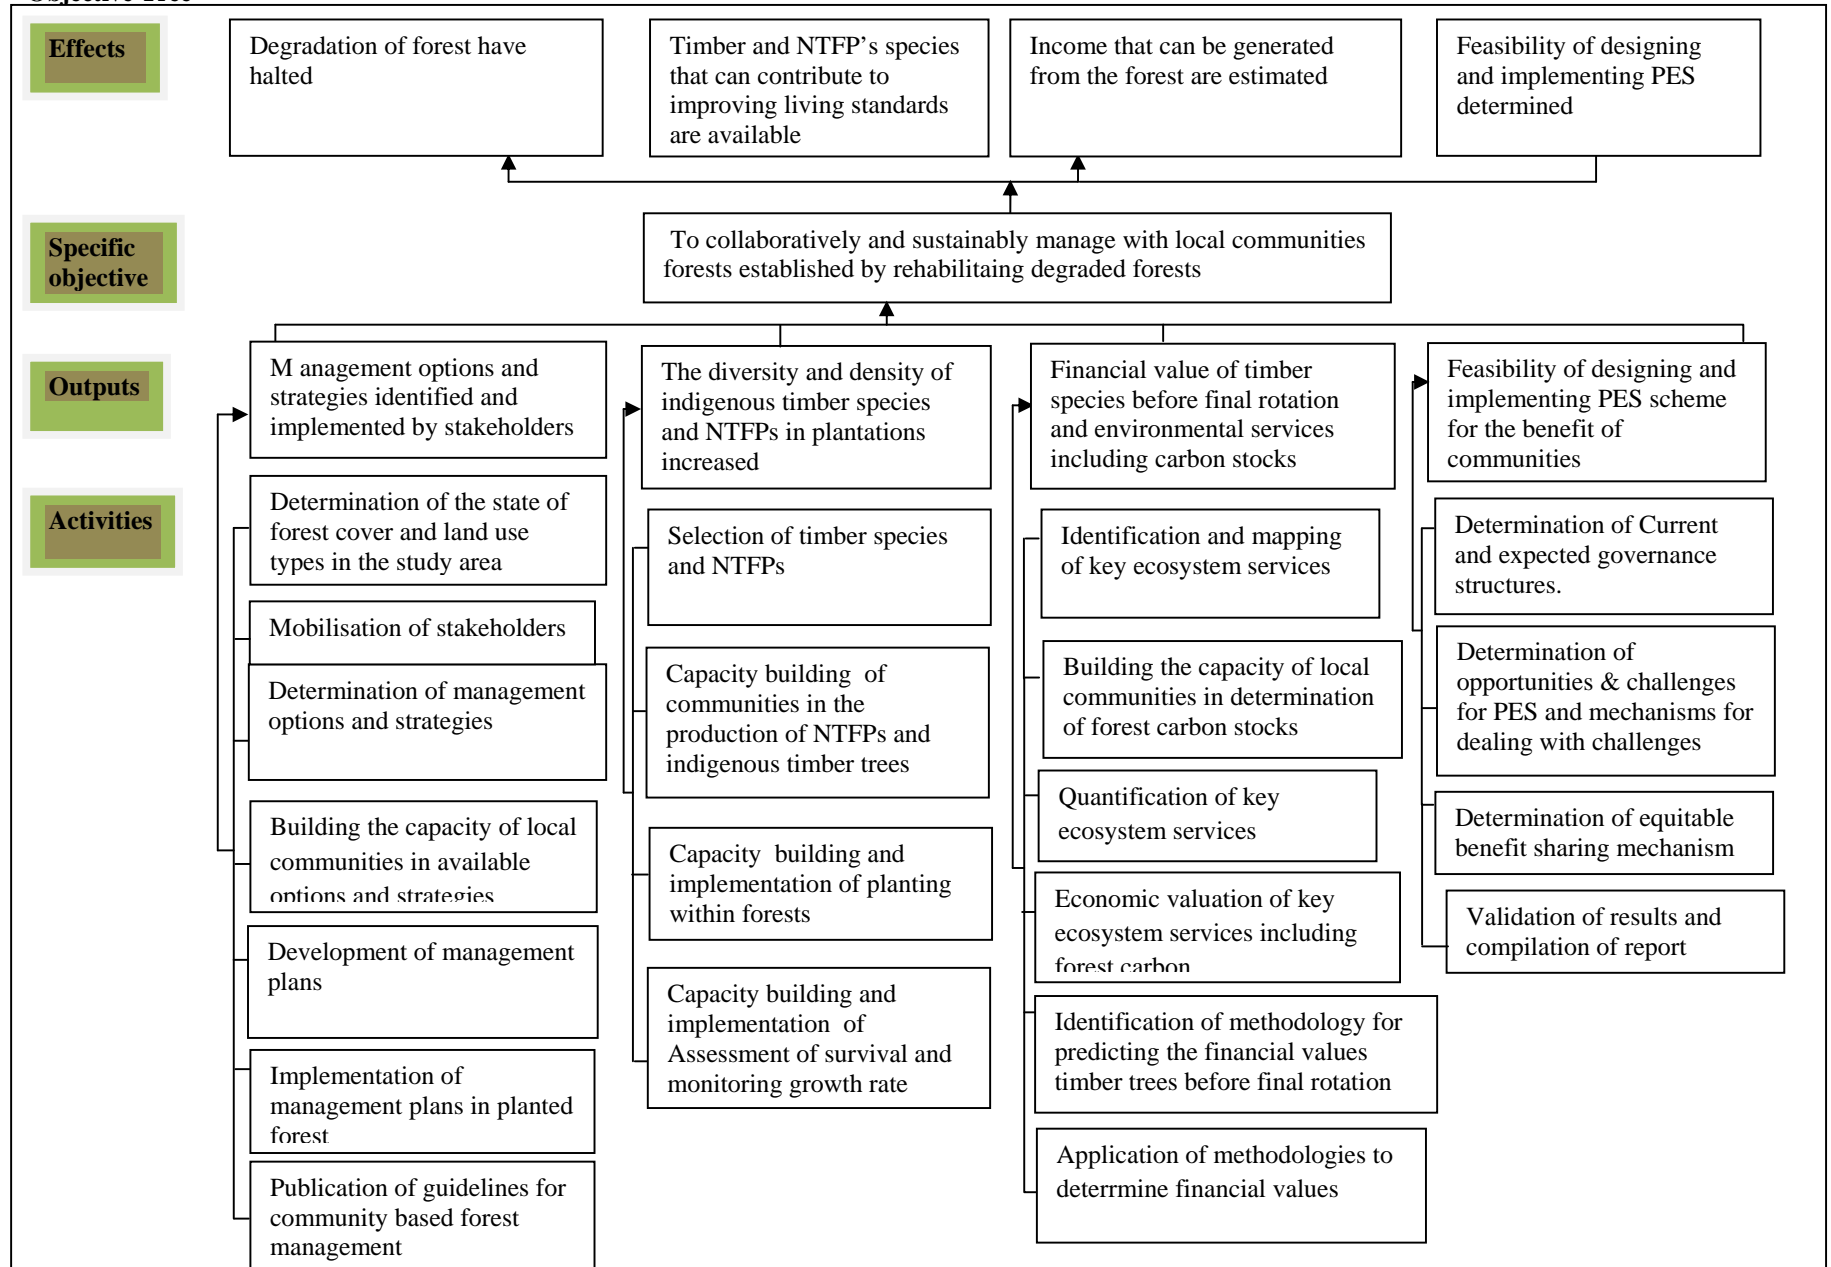 Objective Tree
Effects
Degradation of forest have
halted
Timber and NTFP's species
that can contribute to
improving living standards
are available
Income that can be generated
from the forest are estimated
Feasibility of designing
and implementing PES
determined
Specific
objective
To collaboratively and sustainably manage with local communities
forests established by rehabilitaing degraded forests
Outputs
M anagement options and
strategies identified and
implemented by stakeholders
The diversity and density of
indigenous timber species
and NTFPs in plantations
increased
Financial value of timber
species before final rotation
and environmental services
including carbon stocks
Feasibility of designing and
implementing PES scheme
for the benefit of
communities
Activities
Determination of the state of
forest cover and land use
types in the study area
Mobilisation of stakeholders
Determination of management
options and strategies
Building the capacity of local
communities in available
options and strategies
Development of management
plans
Implementation of
management plans in planted
forest
Publication of guidelines for
community based forest
management
Selection of timber species
and NTFPs
Capacity building of
communities in the
production of NTFPs and
indigenous timber trees
Capacity building and
implementation of planting
within forests
Capacity building and
implementation of
Assessment of survival and
monitoring growth rate
Identification and mapping
of key ecosystem services
Building the capacity of local
communities in determination
of forest carbon stocks
Quantification of key
ecosystem services
Economic valuation of key
ecosystem services including
forest carbon
Identification of methodology for
predicting the financial values
timber trees before final rotation
Application of methodologies to
deterrmine financial values
Determination of Current
and expected governance
structures.
Determination of
opportunities & challenges
for PES and mechanisms for
dealing with challenges
Determination of equitable
benefit sharing mechanism
Validation of results and
compilation of report